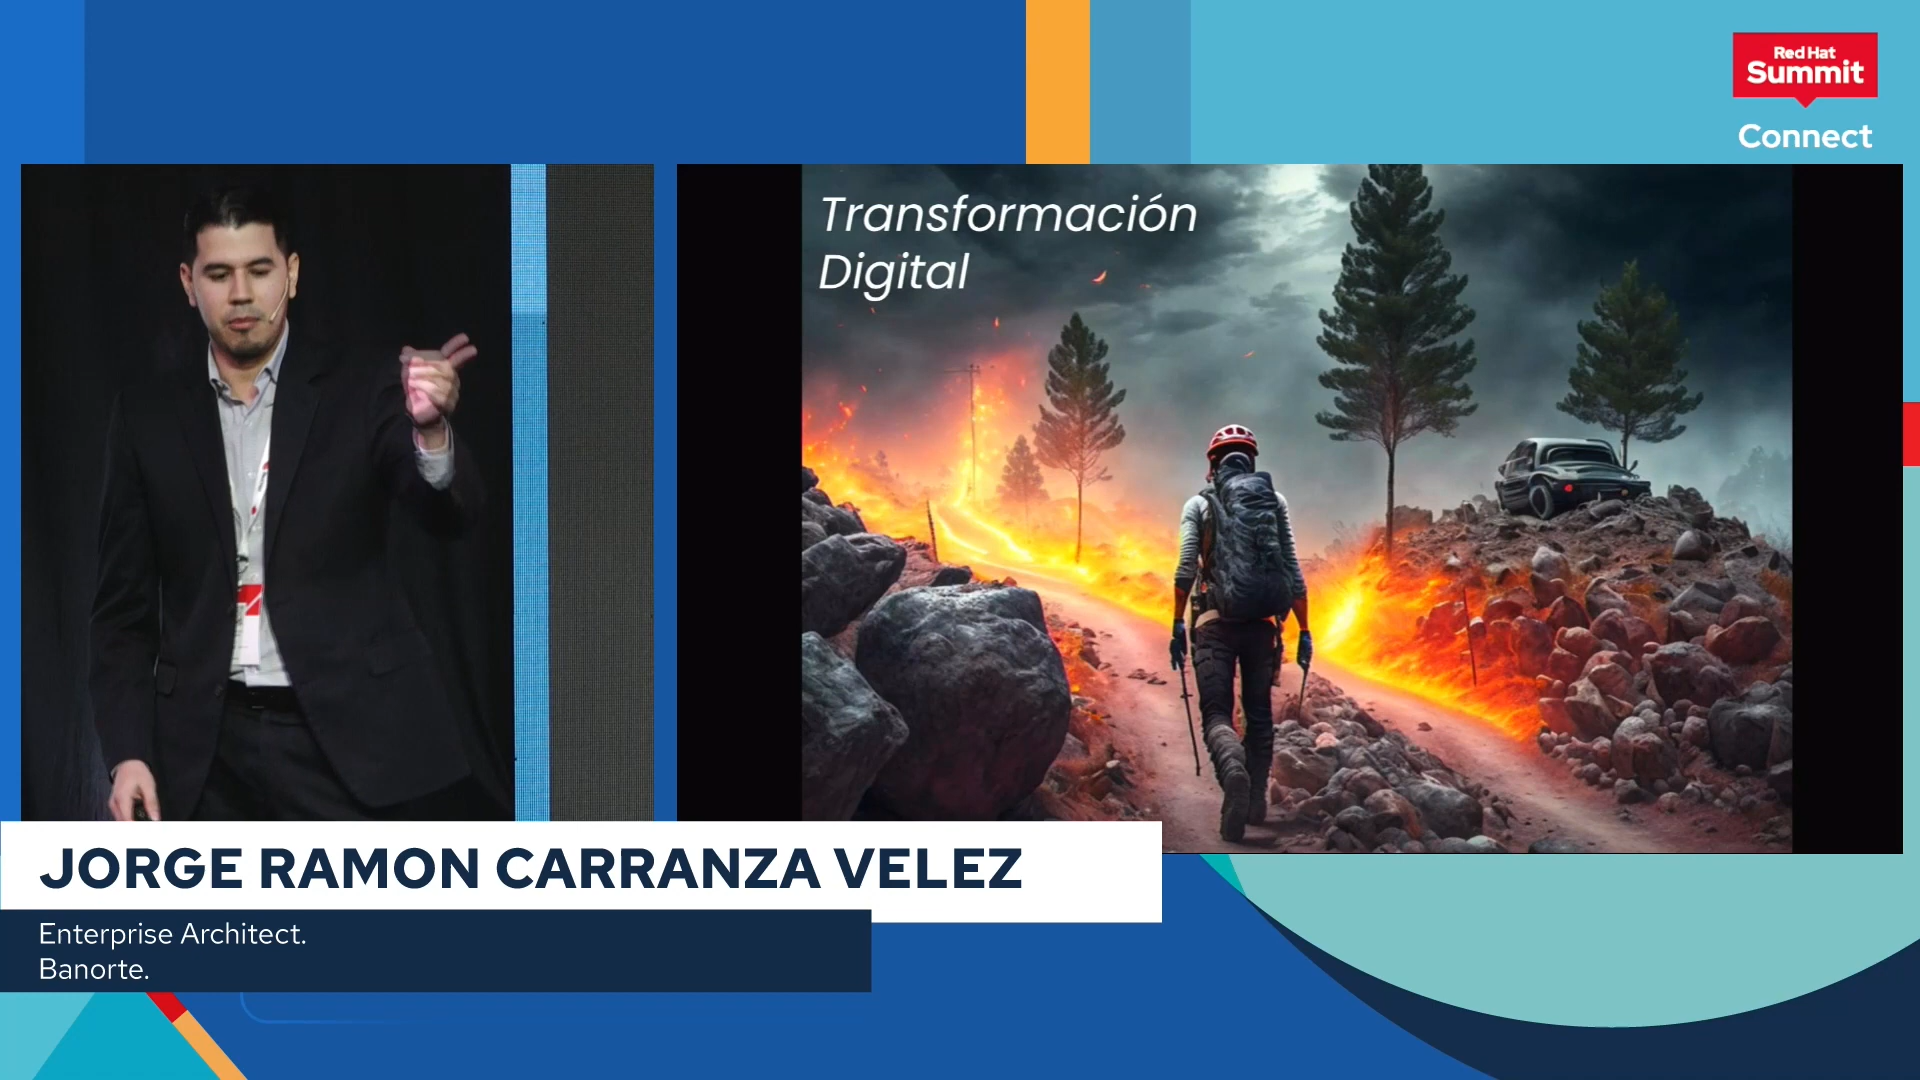 Red Hat
Summit
Connect
Transformación
Digital
JORGE RAMON CARRANZA VELEZ
Enterprise Architect.
Banorte.